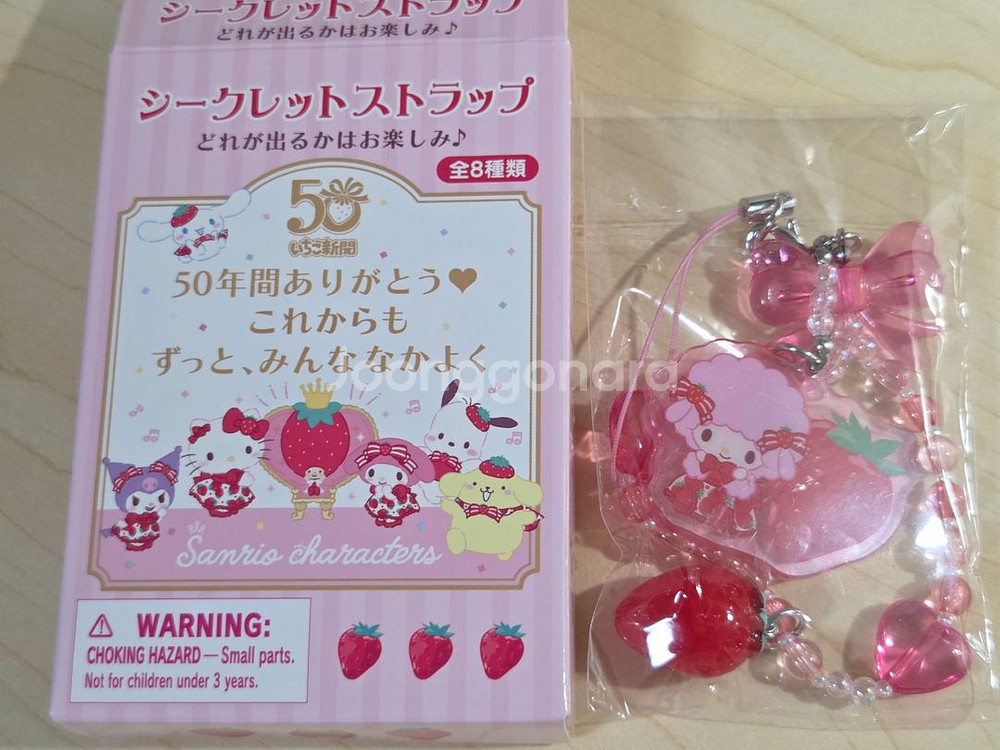 シークレットストラップ
どれが出るかはお楽しみ♪
シークレットストラップ
どれが出るかはお楽しみ♪
全8種類
50
いちご新聞
50年間ありがとう♥
これからも
ずっと、みんななかよく
joonggonara
Sanrio characters
⚠ WARNING:
CHOKING HAZARD — Small parts.
Not for children under 3 years.